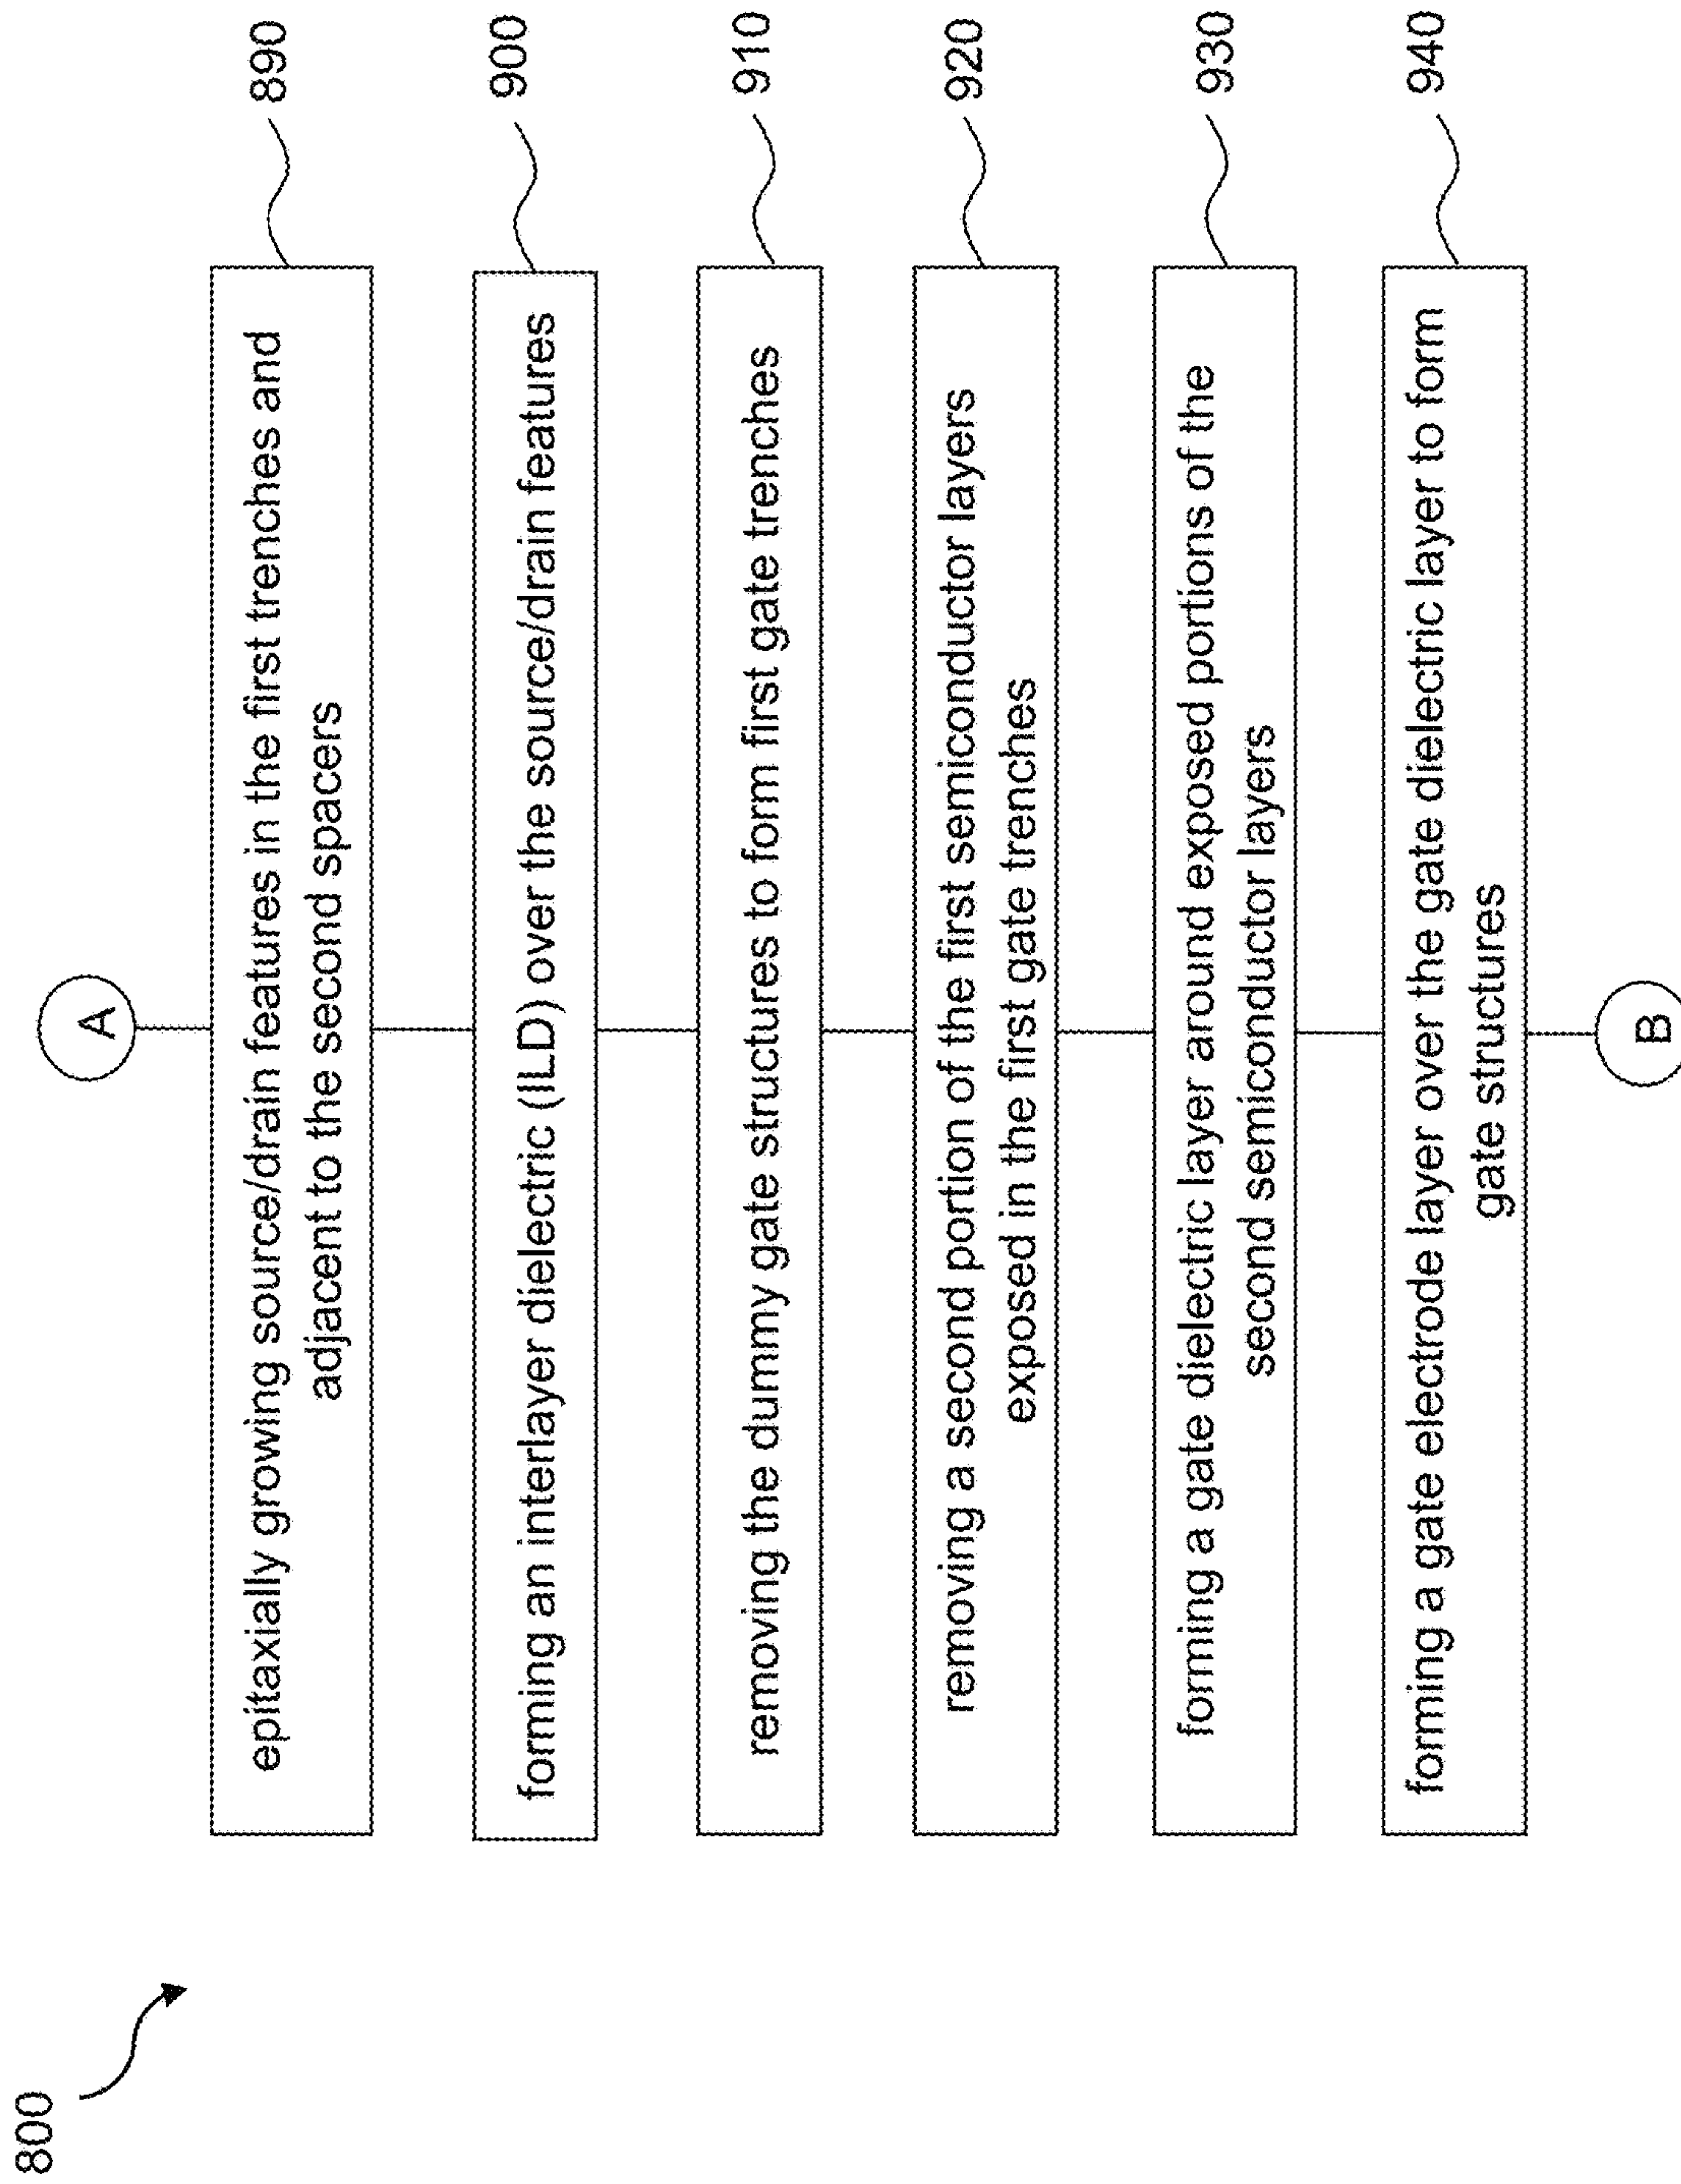 800
A
epitaxially growing source/drain features in the first trenches and
adjacent to the second spacers
890
forming an interlayer dielectric (ILD) over the source/drain features
900
removing the dummy gate structures to form first gate trenches
910
removing a second portion of the first semiconductor layers
exposed in the first gate trenches
920
forming a gate dielectric layer around exposed portions of the
second semiconductor layers
930
forming a gate electrode layer over the gate dielectric layer to form
gate structures
940
B